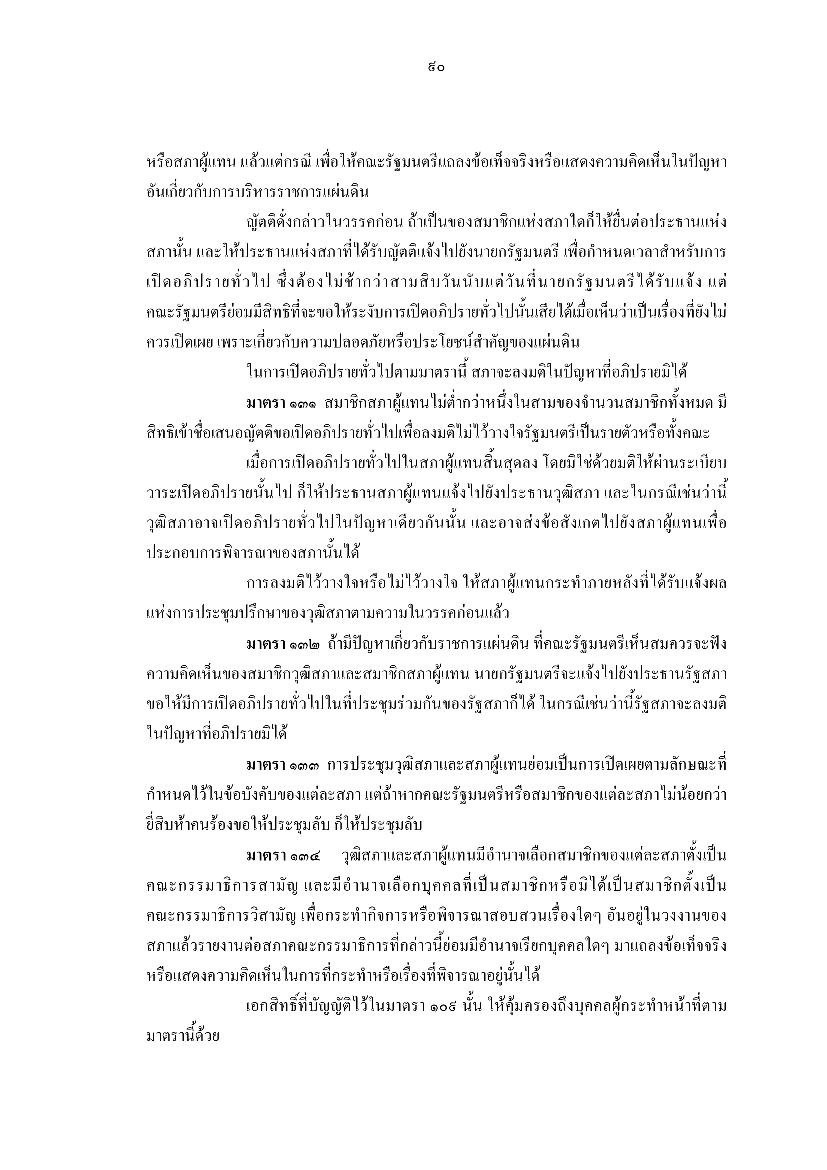 ๕๐
หรือสภาผู้แทน แล้วแต่กรณี เพื่อให้คณะรัฐมนตรีแถลงข้อเท็จจริงหรือแสดงความคิดเห็นในปัญหา
อันเกี่ยวกับการบริหารราชการแผ่นดิน
ญัตติดั่งกล่าวในวรรคก่อน ถ้าเป็นของสมาชิกแห่งสภาใดก็ให้ยื่นต่อประธานแห่ง
สภานั้น และให้ประธานแห่งสภาที่ได้รับญัตติแจ้งไปยังนายกรัฐมนตรี เพื่อกำหนดเวลาสำหรับการ
เปิดอภิปรายทั่วไป ซึ่งต้องไม่ช้ากว่าสามสิบวันนับแต่วันที่นายกรัฐมนตรีได้รับแจ้ง แต่
คณะรัฐมนตรีย่อมมีสิทธิที่จะขอให้ระงับการเปิดอภิปรายทั่วไปนั้นเสียได้เมื่อเห็นว่าเป็นเรื่องที่ยังไม่
ควรเปิดเผย เพราะเกี่ยวกับความปลอดภัยหรือประโยชน์สำคัญของแผ่นดิน
ในการเปิดอภิปรายทั่วไปตามมาตรานี้ สภาจะลงมติในปัญหาที่อภิปรายมิได้
มาตรา ๑๓๑ สมาชิกสภาผู้แทนไม่ต่ำกว่าหนึ่งในสามของจำนวนสมาชิกทั้งหมด มี
สิทธิเข้าชื่อเสนอญัตติขอเปิดอภิปรายทั่วไปเพื่อลงมติไม่ไว้วางใจรัฐมนตรีเป็นรายตัวหรือทั้งคณะ
เมื่อการเปิดอภิปรายทั่วไปในสภาผู้แทนสิ้นสุดลง โดยมิใช่ด้วยมติให้ผ่านระเบียบ
วาระเปิดอภิปรายนั้นไป ก็ให้ประธานสภาผู้แทนแจ้งไปยังประธานวุฒิสภา และในกรณีเช่นว่านี้
วุฒิสภาอาจเปิดอภิปรายทั่วไปในปัญหาเดียวกันนั้น และอาจส่งข้อสังเกตไปยังสภาผู้แทนเพื่อ
ประกอบการพิจารณาของสภานั้นได้
การลงมติไว้วางใจหรือไม่ไว้วางใจ ให้สภาผู้แทนกระทำภายหลังที่ได้รับแจ้งผล
แห่งการประชุมปรึกษาของวุฒิสภาตามความในวรรคก่อนแล้ว
มาตรา ๑๓๒ ถ้ามีปัญหาเกี่ยวกับราชการแผ่นดิน ที่คณะรัฐมนตรีเห็นสมควรจะฟัง
ความคิดเห็นของสมาชิกวุฒิสภาและสมาชิกสภาผู้แทน นายกรัฐมนตรีจะแจ้งไปยังประธานรัฐสภา
ขอให้มีการเปิดอภิปรายทั่วไปในที่ประชุมร่วมกันของรัฐสภาก็ได้ ในกรณีเช่นว่านี้รัฐสภาจะลงมติ
ในปัญหาที่อภิปรายมิได้
มาตรา ๑๓๓ การประชุมวุฒิสภาและสภาผู้แทนย่อมเป็นการเปิดเผยตามลักษณะที่
กำหนดไว้ในข้อบังคับของแต่ละสภา แต่ถ้าหากคณะรัฐมนตรีหรือสมาชิกของแต่ละสภาไม่น้อยกว่า
ยี่สิบห้าคนร้องขอให้ประชุมลับ ก็ให้ประชุมลับ
มาตรา ๑๓๔ วุฒิสภาและสภาผู้แทนมีอำนาจเลือกสมาชิกของแต่ละสภาตั้งเป็น
คณะกรรมาธิการสามัญ และมีอำนาจเลือกบุคคลที่เป็นสมาชิกหรือมิได้เป็นสมาชิกตั้งเป็น
คณะกรรมาธิการวิสามัญ เพื่อกระทำกิจการหรือพิจารณาสอบสวนเรื่องใดๆ อันอยู่ในวงงานของ
สภาแล้วรายงานต่อสภาคณะกรรมาธิการที่กล่าวนี้ย่อมมีอำนาจเรียกบุคคลใดๆ มาแถลงข้อเท็จจริง
หรือแสดงความคิดเห็นในการที่กระทำหรือเรื่องที่พิจารณาอยู่นั้นได้
เอกสิทธิ์ที่บัญญัติไว้ในมาตรา ๑๐๙ นั้น ให้คุ้มครองถึงบุคคลผู้กระทำหน้าที่ตาม
มาตรานี้ด้วย